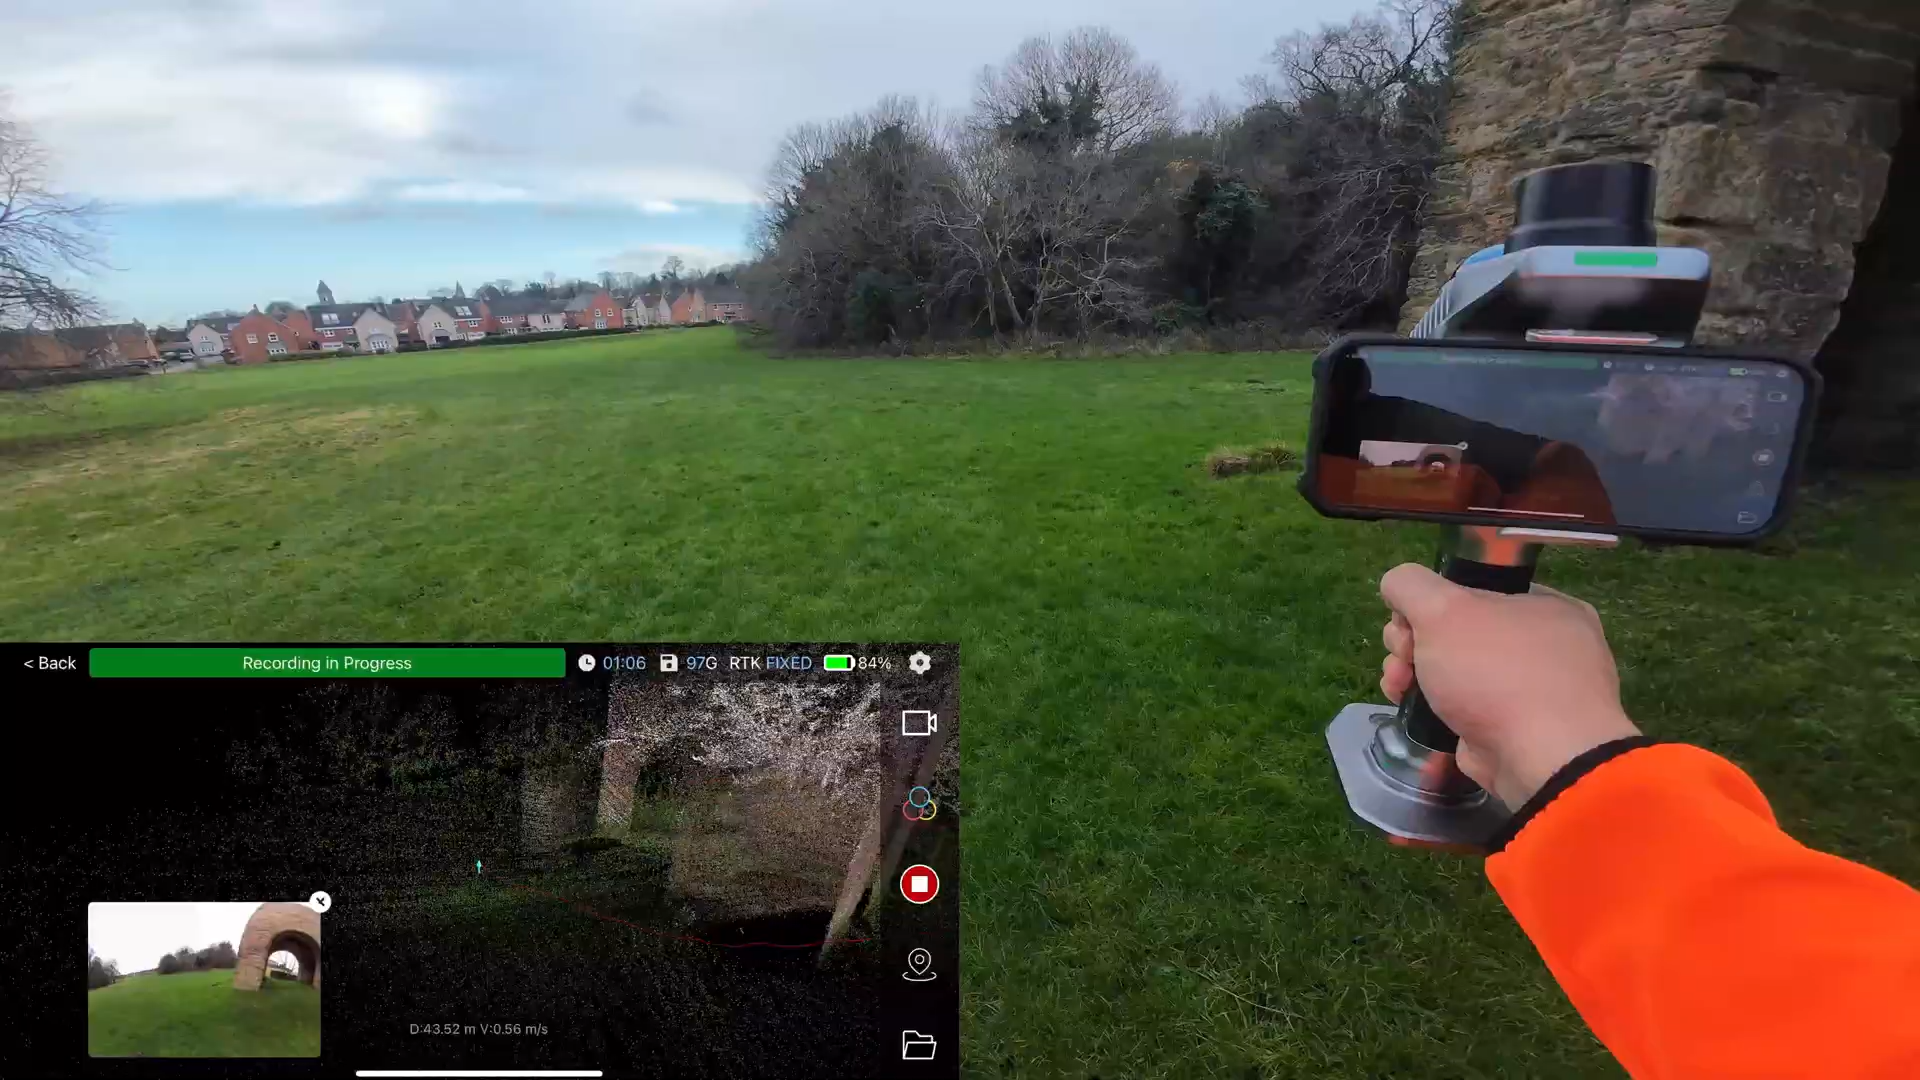 < Back
Recording in Progress
01:06
97G
RTK FIXED
84%
D:43.52 m V:0.56 m/s